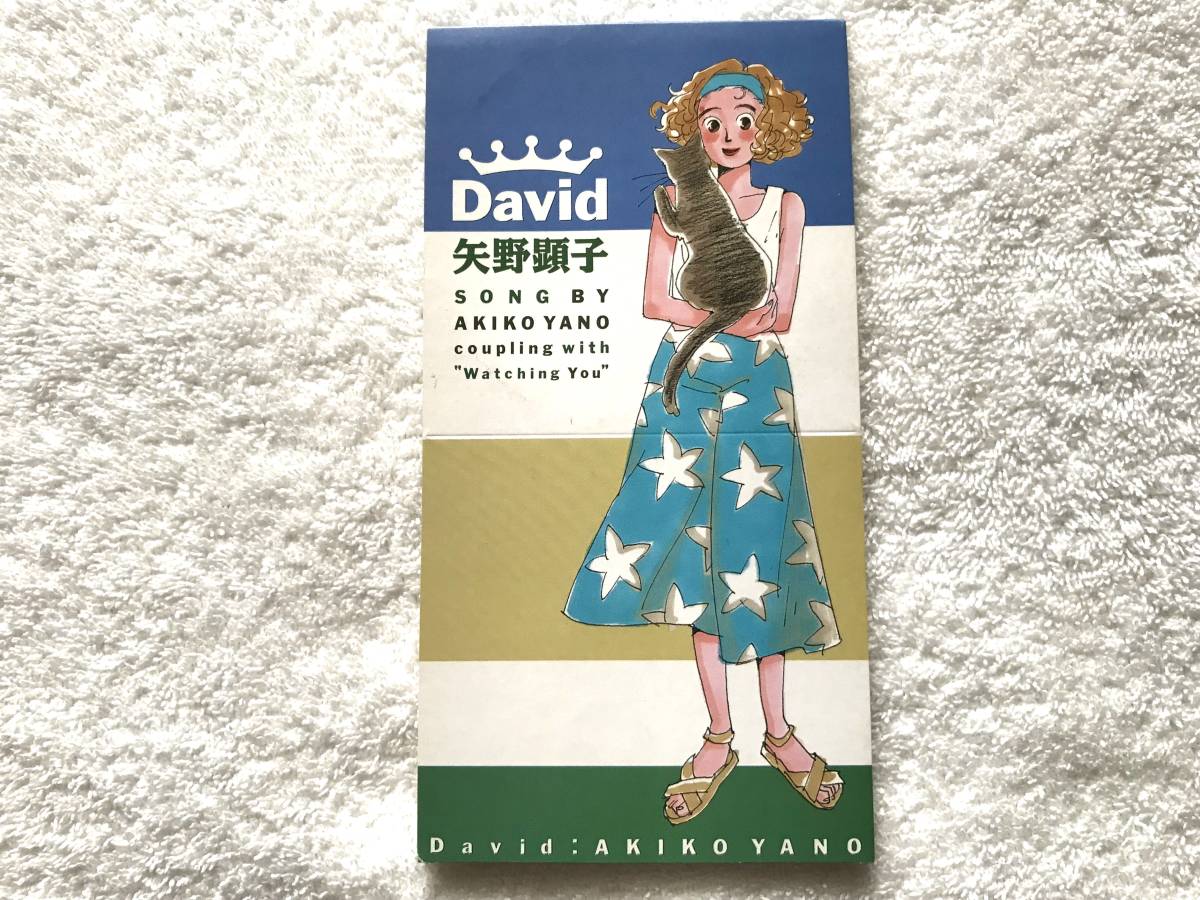 David
矢野顕子
SONG BY
AKIKO YANO
coupling with
"Watching You"
David:AKIKO YANO